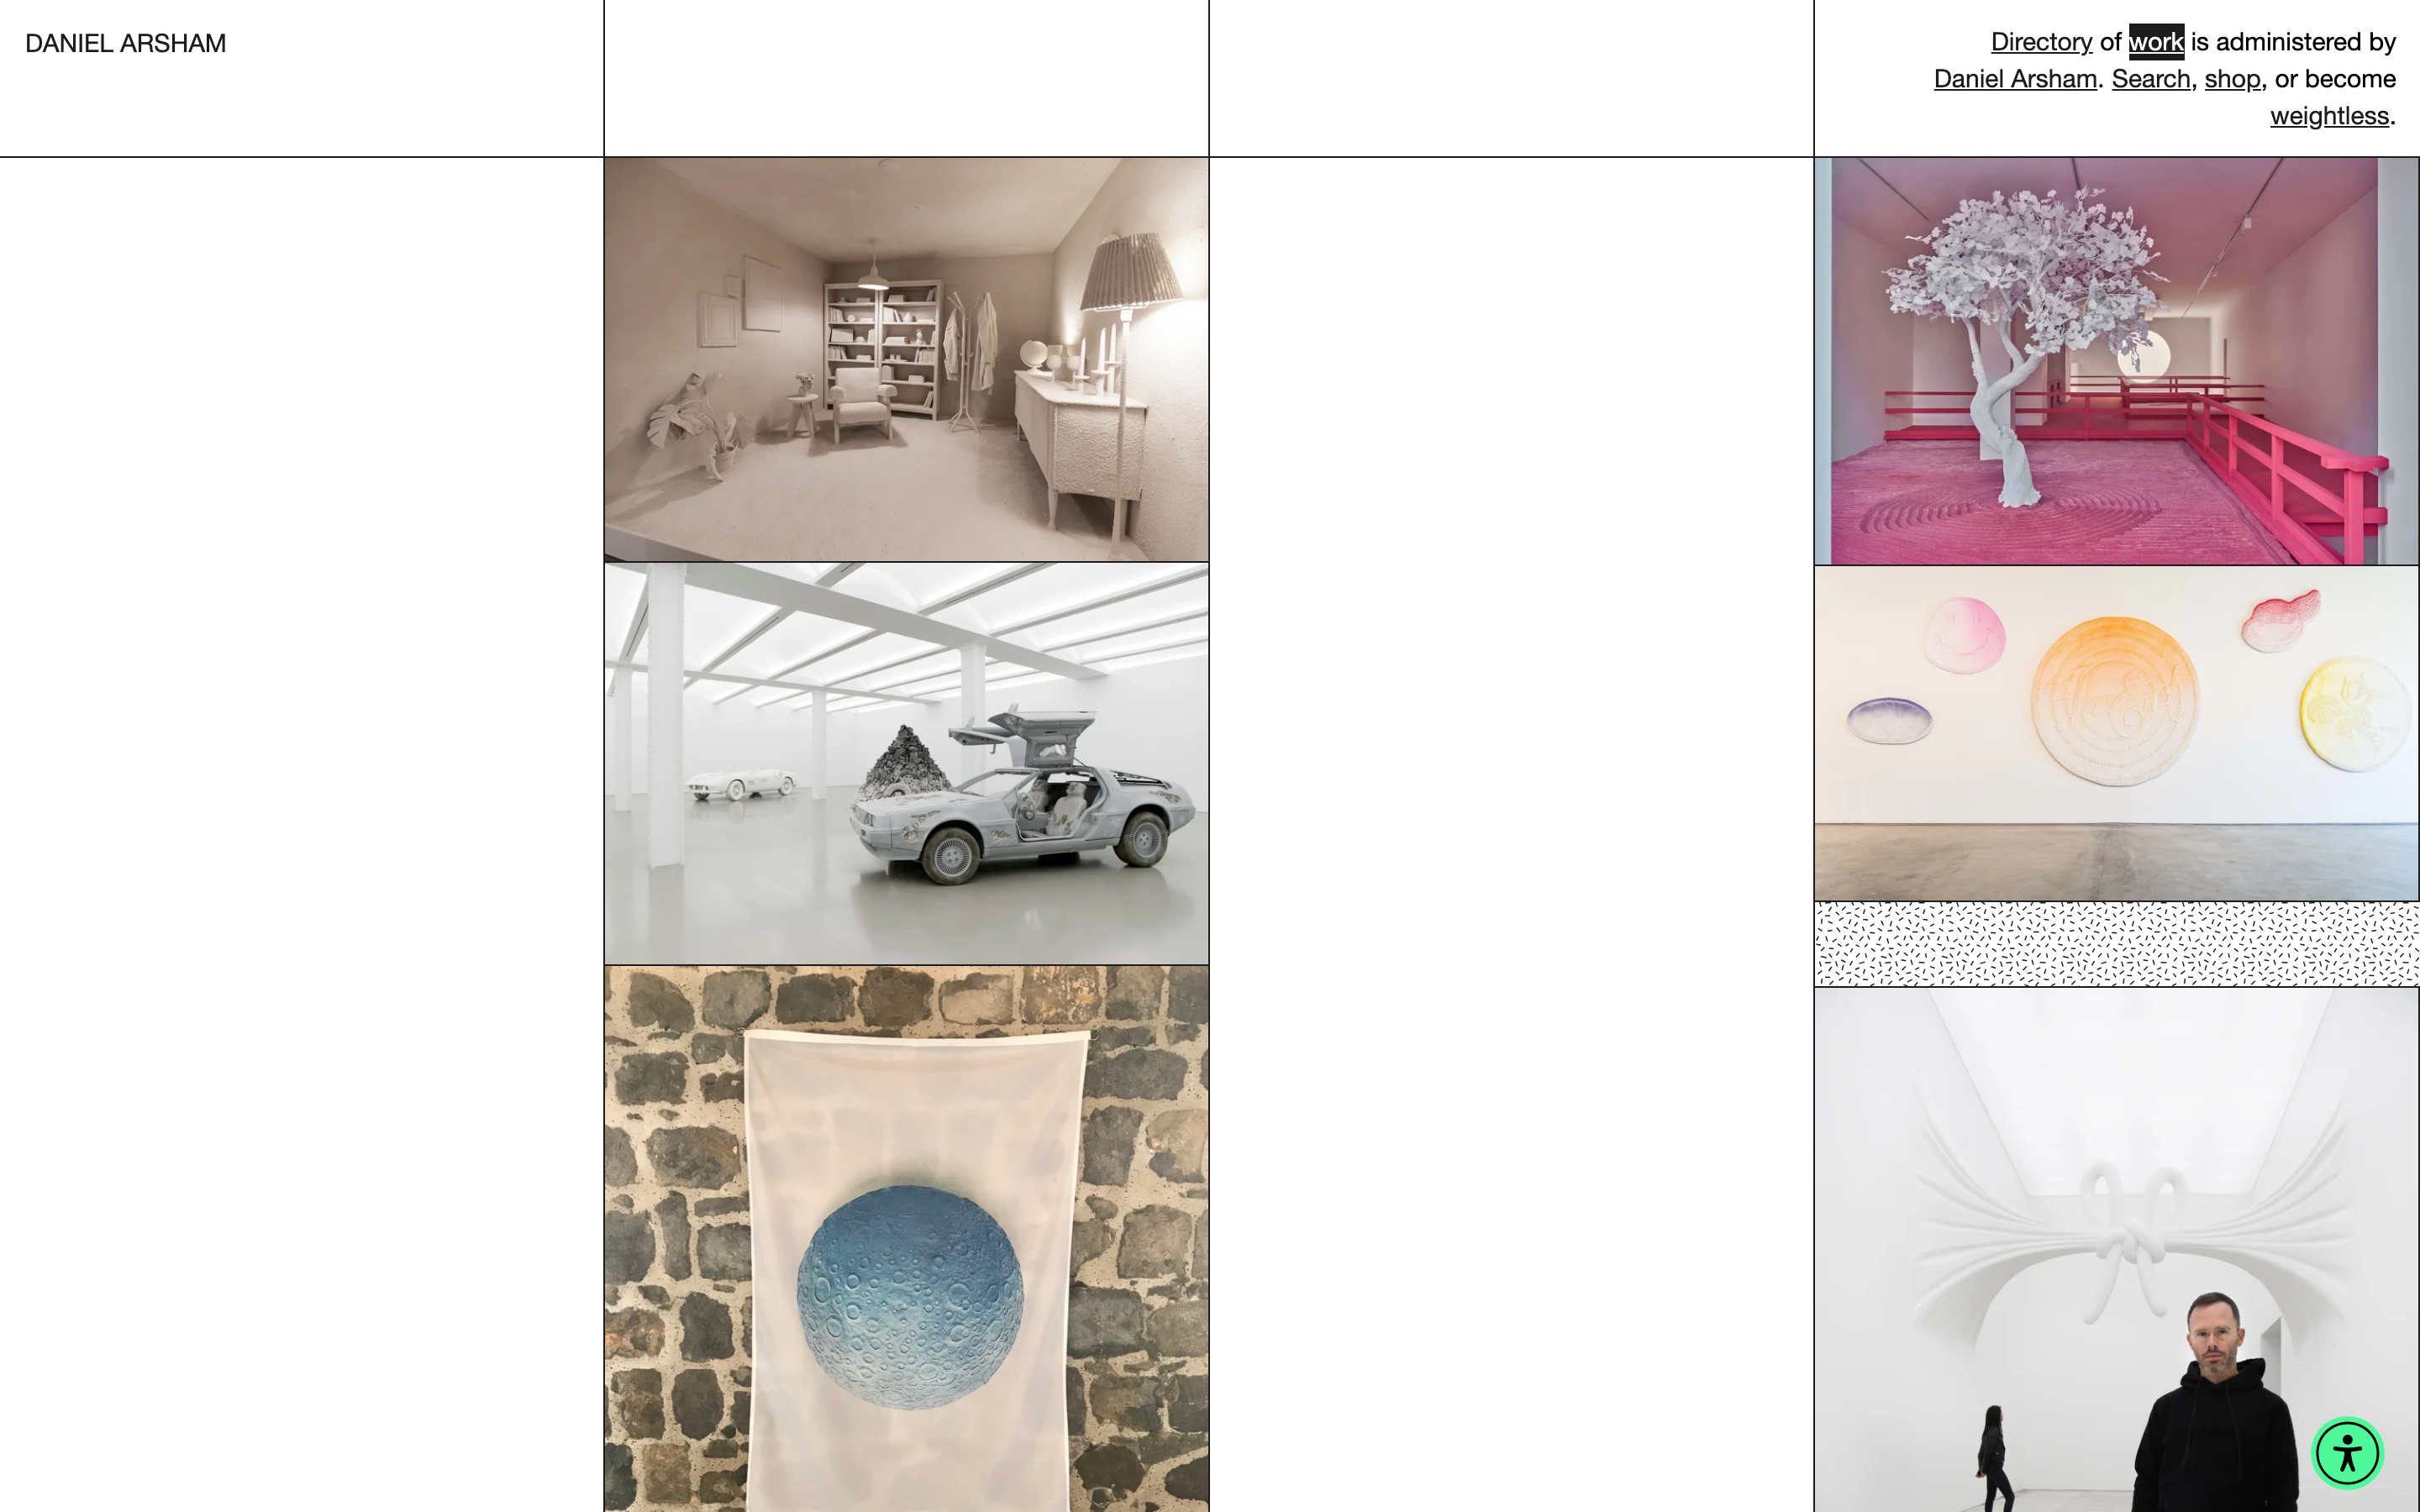 DANIEL ARSHAM
Directory of work is administered by
Daniel Arsham. Search, shop, or become
weightless.